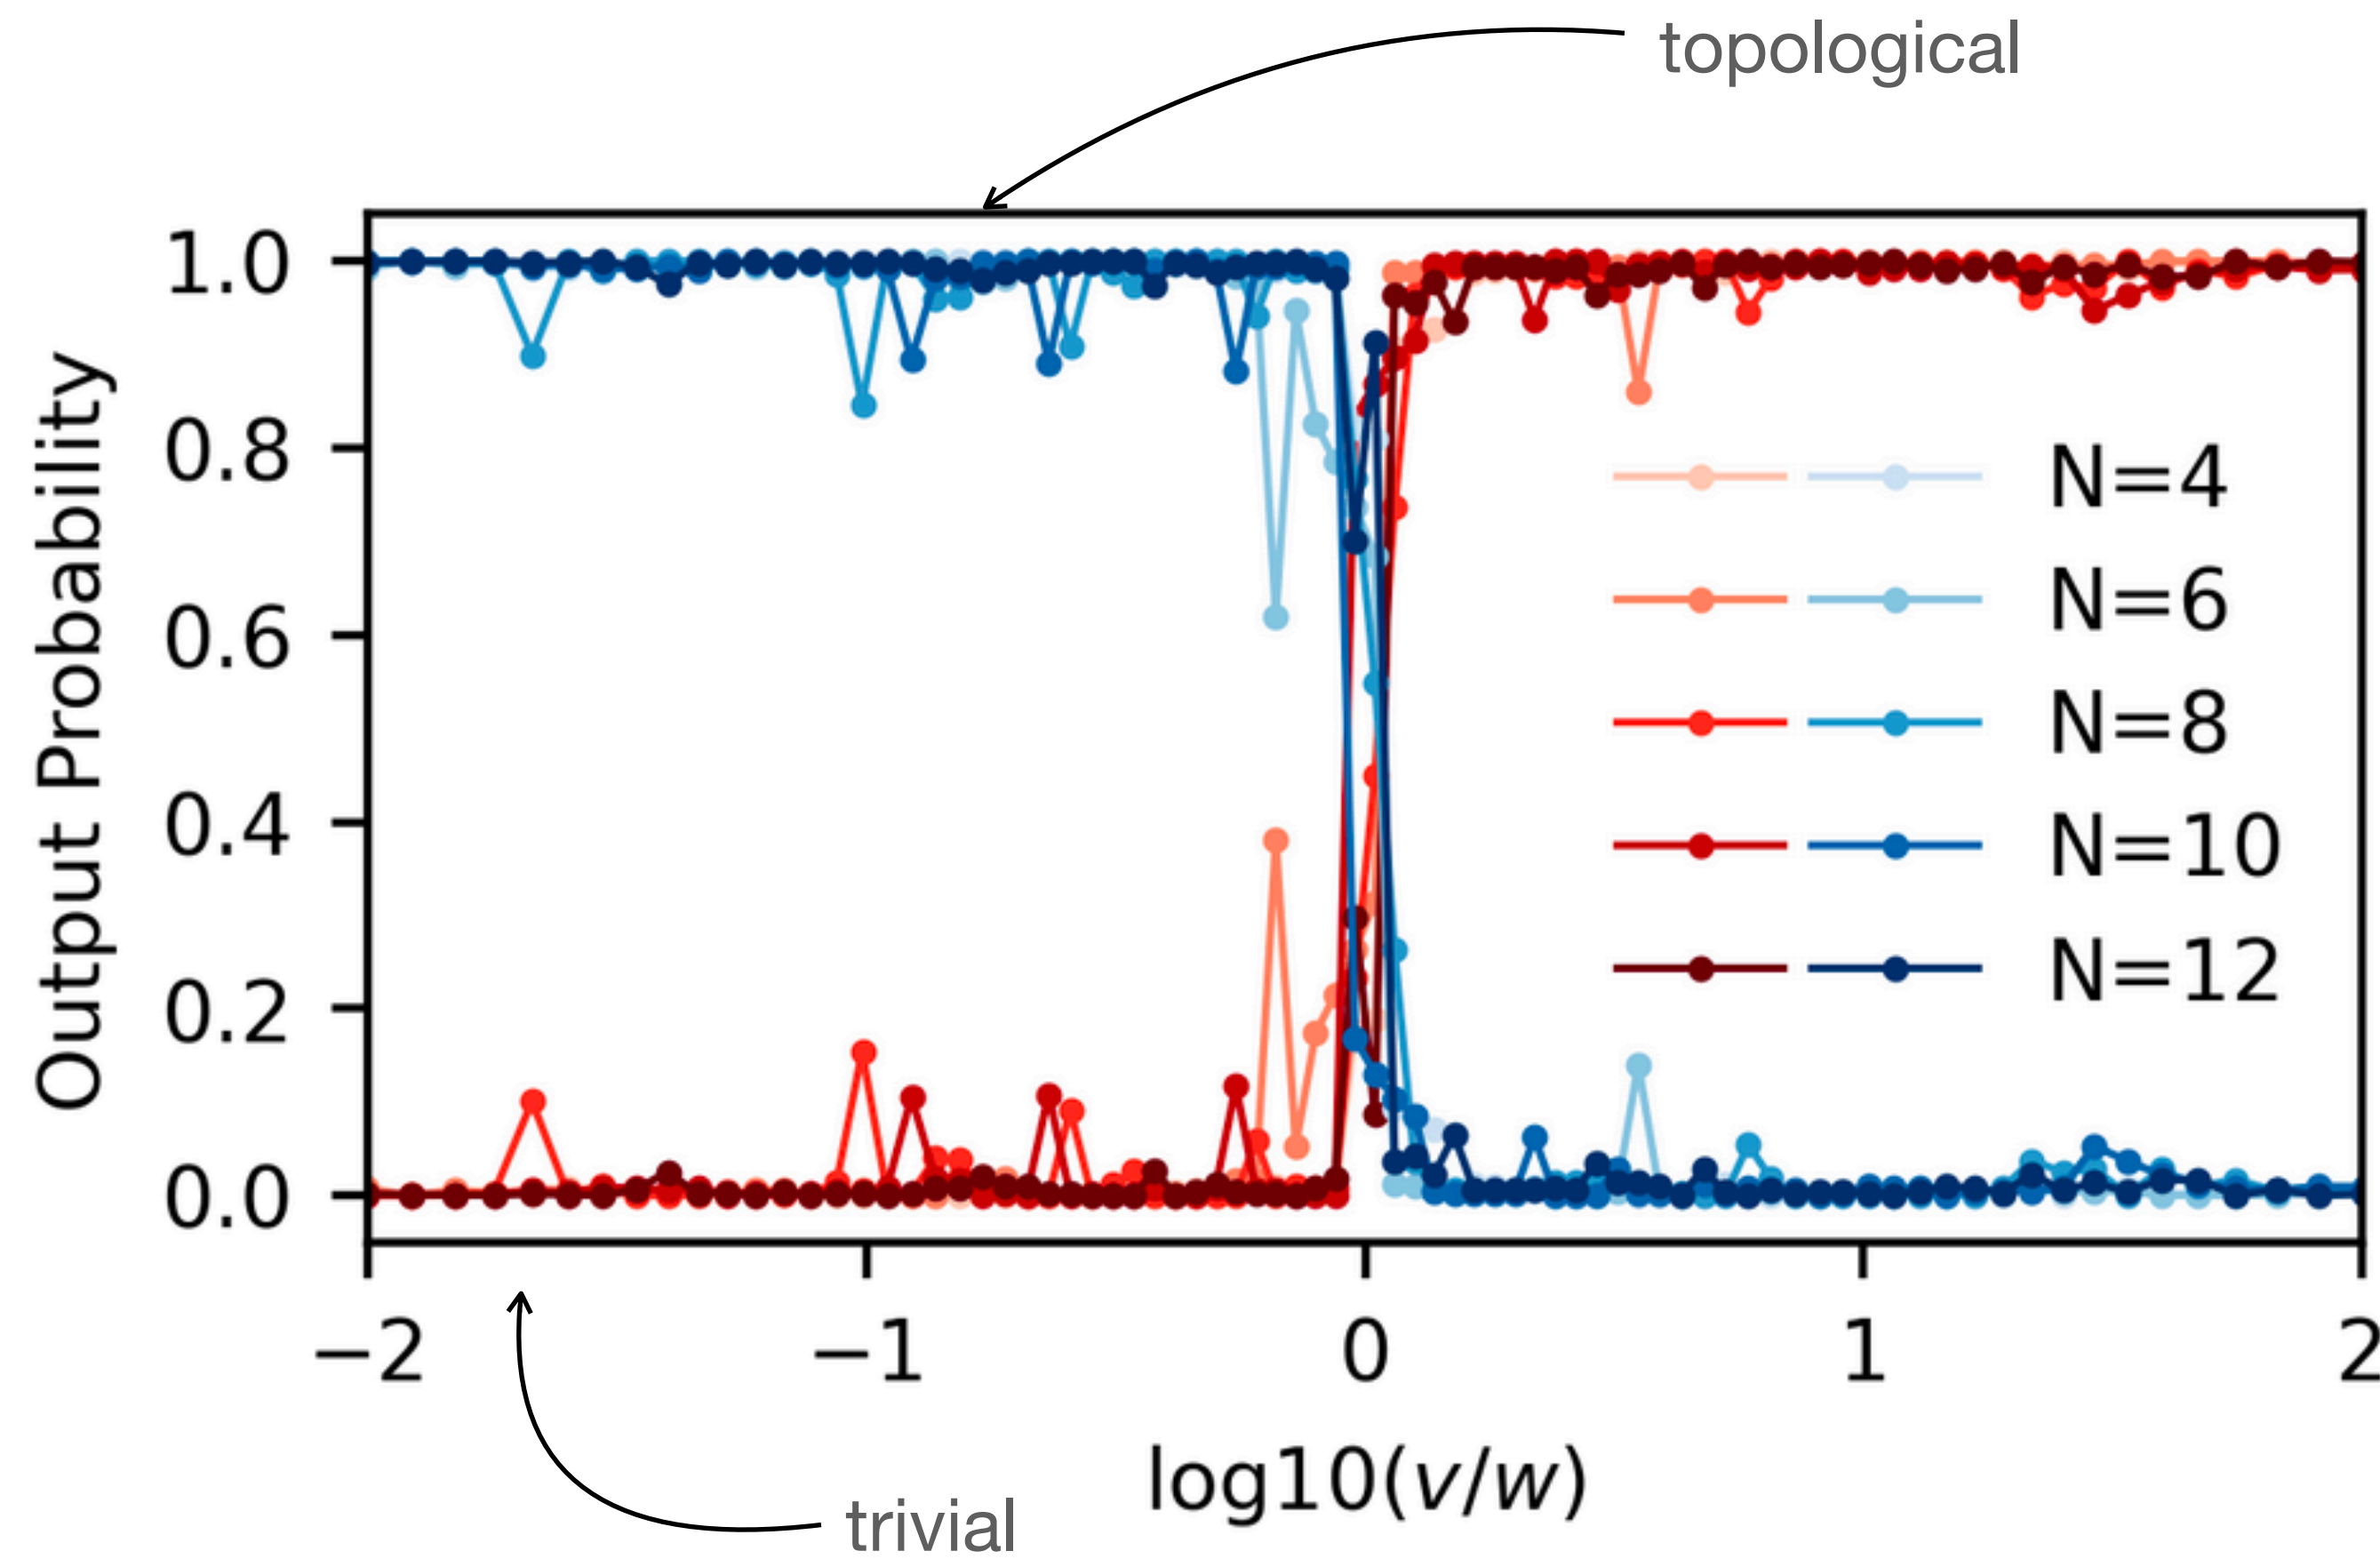 topological
1.0
0.8
0.6
0.4
0.2
0.0
Output Probability
N=4
N=6
N=8
N=10
N=12
−2 −1 0 1 2
log10(v/w)
trivial